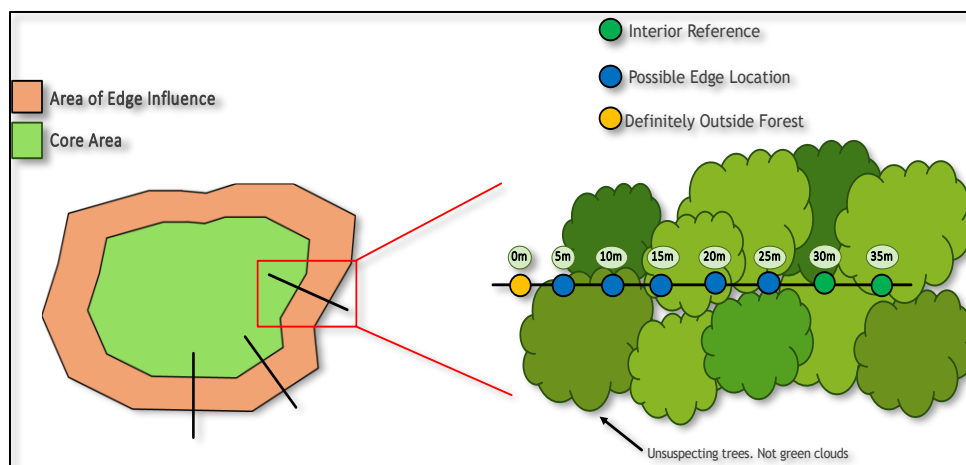 Interior Reference
Possible Edge Location
Definitely Outside Forest
Area of Edge Influence
Core Area
0m 5m 10m 15m 20m 25m 30m 35m
Unsuspecting trees. Not green clouds